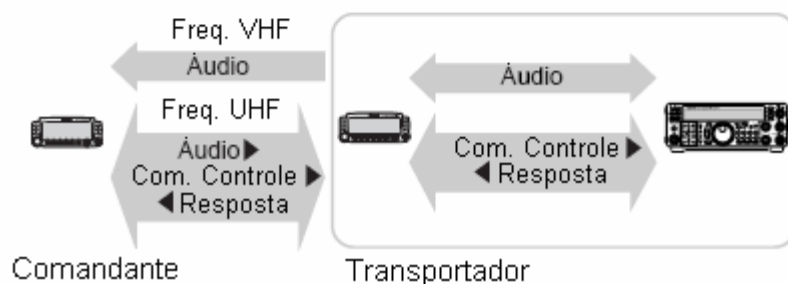 Freq. VHF
Áudio
Áudio
Freq. UHF
Áudio▶
Com. Controle ▶
◀ Resposta
Com. Controle ▶
◀ Resposta
Comandante
Transportador